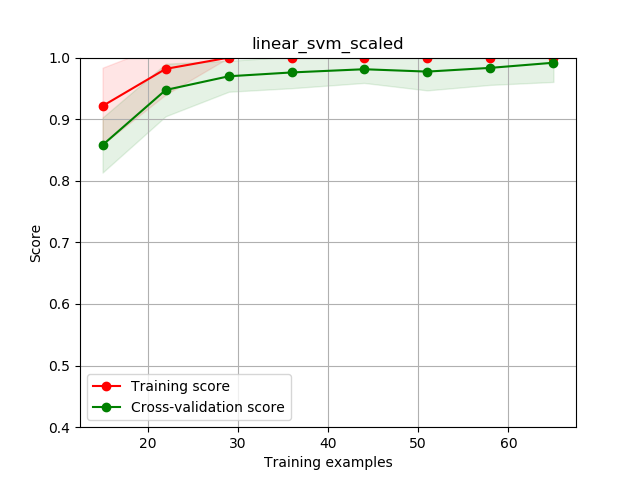 linear_svm_scaled
1.0
0.9
0.8
0.7
0.6
0.5
0.4
Score
20 30 40 50 60
Training examples
Training score
Cross-validation score